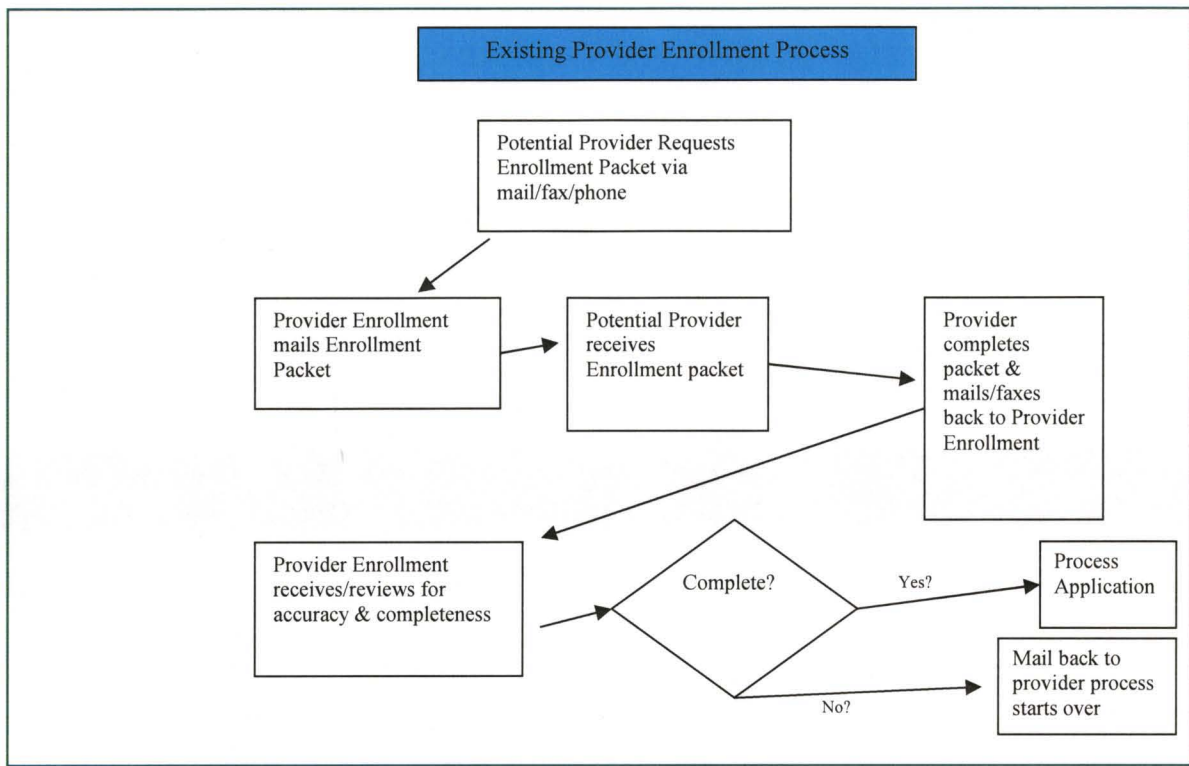 Existing Provider Enrollment Process
Potential Provider Requests
Enrollment Packet via
mail/fax/phone
Provider Enrollment
mails Enrollment
Packet
Potential Provider
receives
Enrollment packet
Provider
completes
packet &
mails/faxes
back to Provider
Enrollment
Provider Enrollment
receives/reviews for
accuracy & completeness
Complete?
Yes?
Process
Application
No?
Mail back to
provider process
starts over